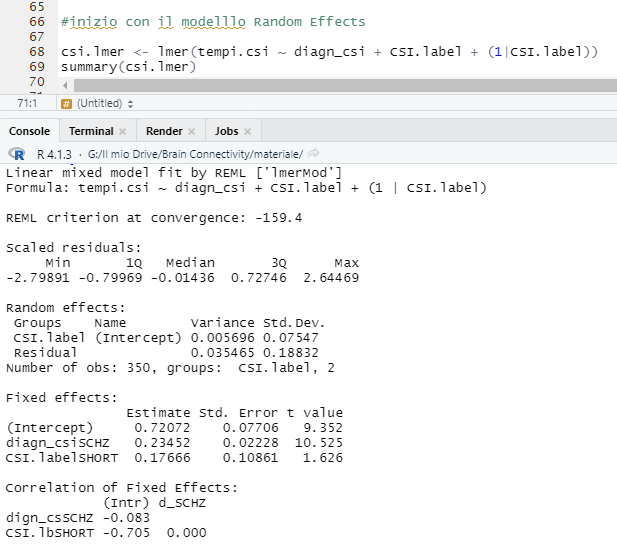 65
66 #inizio con il modelllo Random Effects
67
68 csi.lmer <- lmer(tempi.csi ~ diagn_csi + CSI.label + (1|CSI.label))
69 summary(csi.lmer)
70
71:1 # (Untitled)
Console Terminal × Render × Jobs ×
R R 4.1.3 · G:/Il mio Drive/Brain Connectivity/materiale/
Linear mixed model fit by REML ['lmerMod']
Formula: tempi.csi ~ diagn_csi + CSI.label + (1 | CSI.label)
REML criterion at convergence: -159.4
Scaled residuals:
Min 1Q Median 3Q Max
-2.79891 -0.79969 -0.01436 0.72746 2.64469
Random effects:
Groups Name Variance Std.Dev.
CSI.label (Intercept) 0.005696 0.07547
Residual 0.035465 0.18832
Number of obs: 350, groups: CSI.label, 2
Fixed effects:
Estimate Std. Error t value
(Intercept) 0.72072 0.07706 9.352
diagn_csiSCHZ 0.23452 0.02228 10.525
CSI.labelSHORT 0.17666 0.10861 1.626
Correlation of Fixed Effects:
(Intr) d_SCHZ
dign_csSCHZ -0.083
CSI.lbSHORT -0.705 0.000